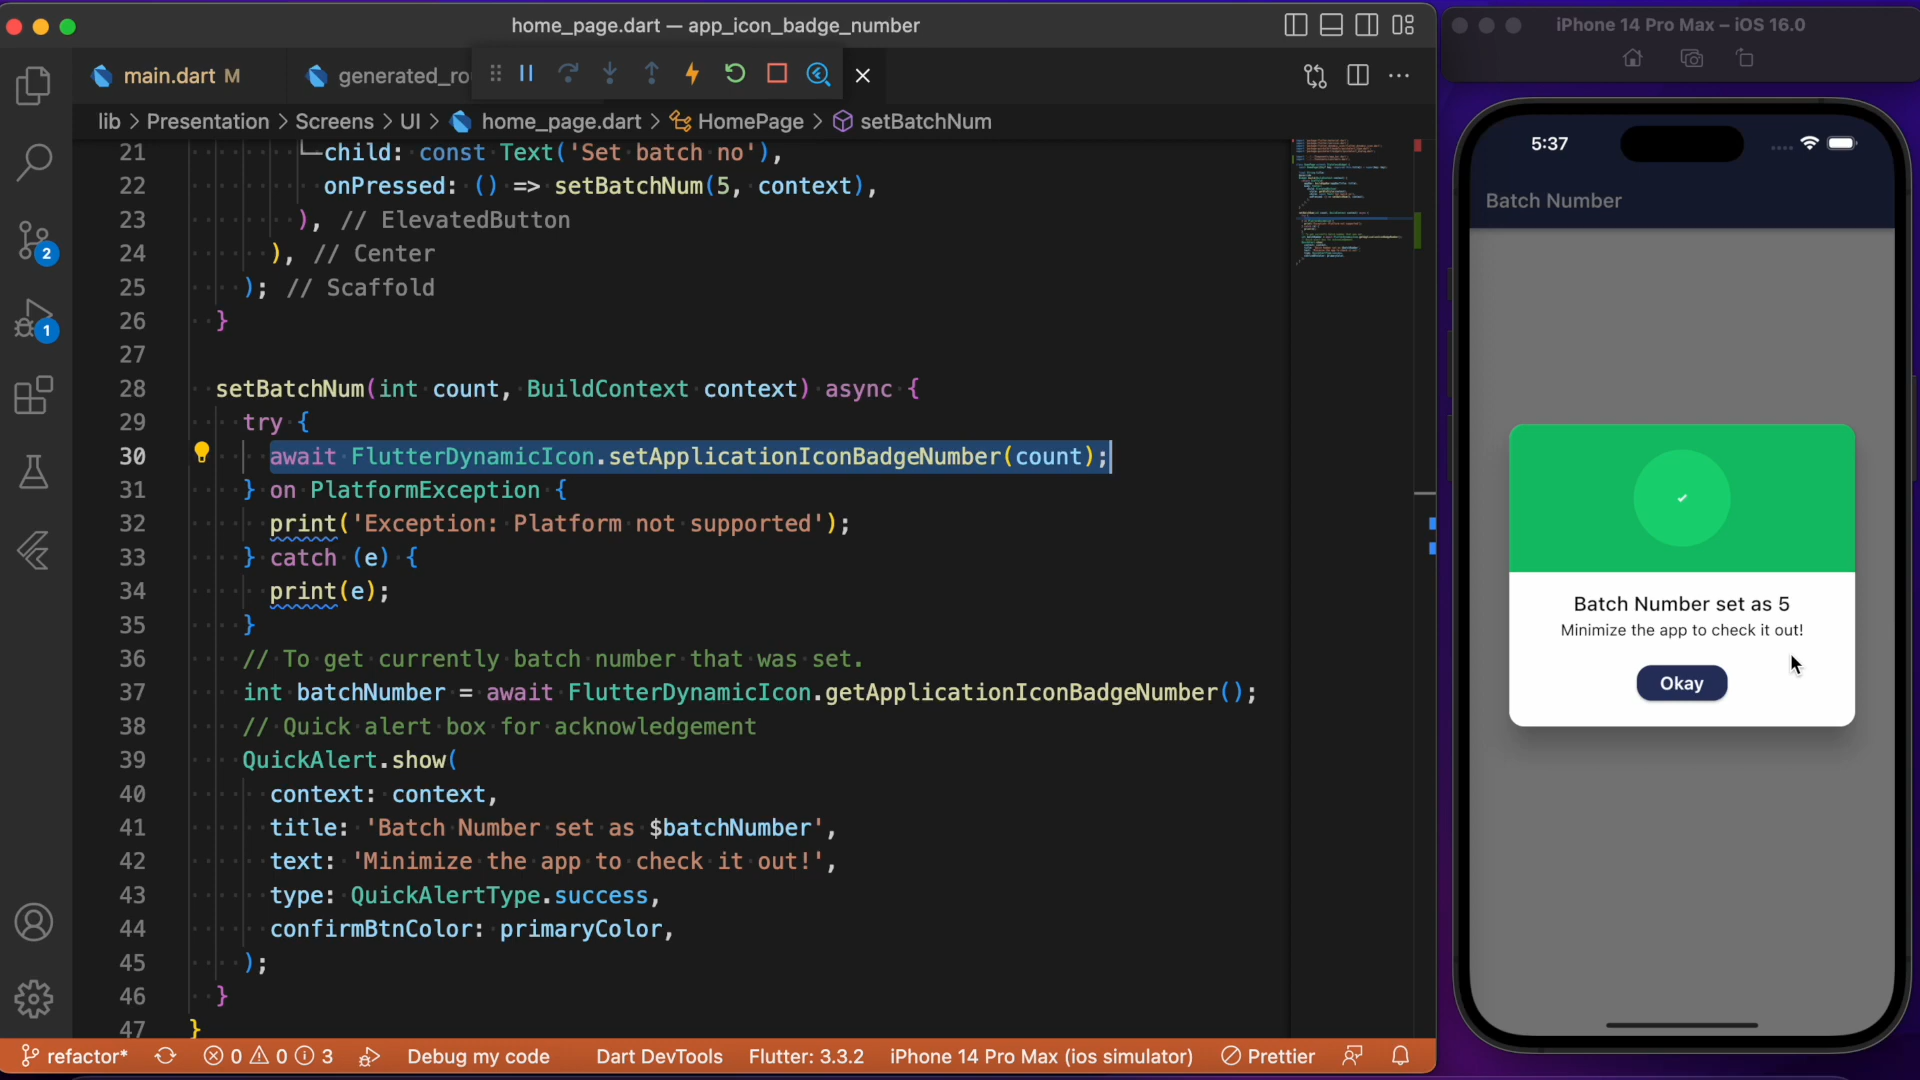 home_page.dart — app_icon_badge_number
main.dart M
generated_ro
lib > Presentation > Screens > UI > home_page.dart > HomePage > setBatchNum
21 child: const Text('Set batch no'),
22 onPressed: () => setBatchNum(5, context),
23 ), // ElevatedButton
24 ), // Center
25 ); // Scaffold
26 }
27
28 setBatchNum(int count, BuildContext context) async {
29 try {
30 await FlutterDynamicIcon.setApplicationIconBadgeNumber(count);
31 } on PlatformException {
32 print('Exception: Platform not supported');
33 } catch (e) {
34 print(e);
35 }
36 // To get currently batch number that was set.
37 int batchNumber = await FlutterDynamicIcon.getApplicationIconBadgeNumber();
38 // Quick alert box for acknowledgement
39 QuickAlert.show(
40 context: context,
41 title: 'Batch Number set as $batchNumber',
42 text: 'Minimize the app to check it out!',
43 type: QuickAlertType.success,
44 confirmBtnColor: primaryColor,
45 );
46 }
47 }
2
1
refactor* 0 0 3 Debug my code Dart DevTools Flutter: 3.3.2 iPhone 14 Pro Max (ios simulator) Prettier
iPhone 14 Pro Max – iOS 16.0
5:37
Batch Number
Batch Number set as 5
Minimize the app to check it out!
Okay